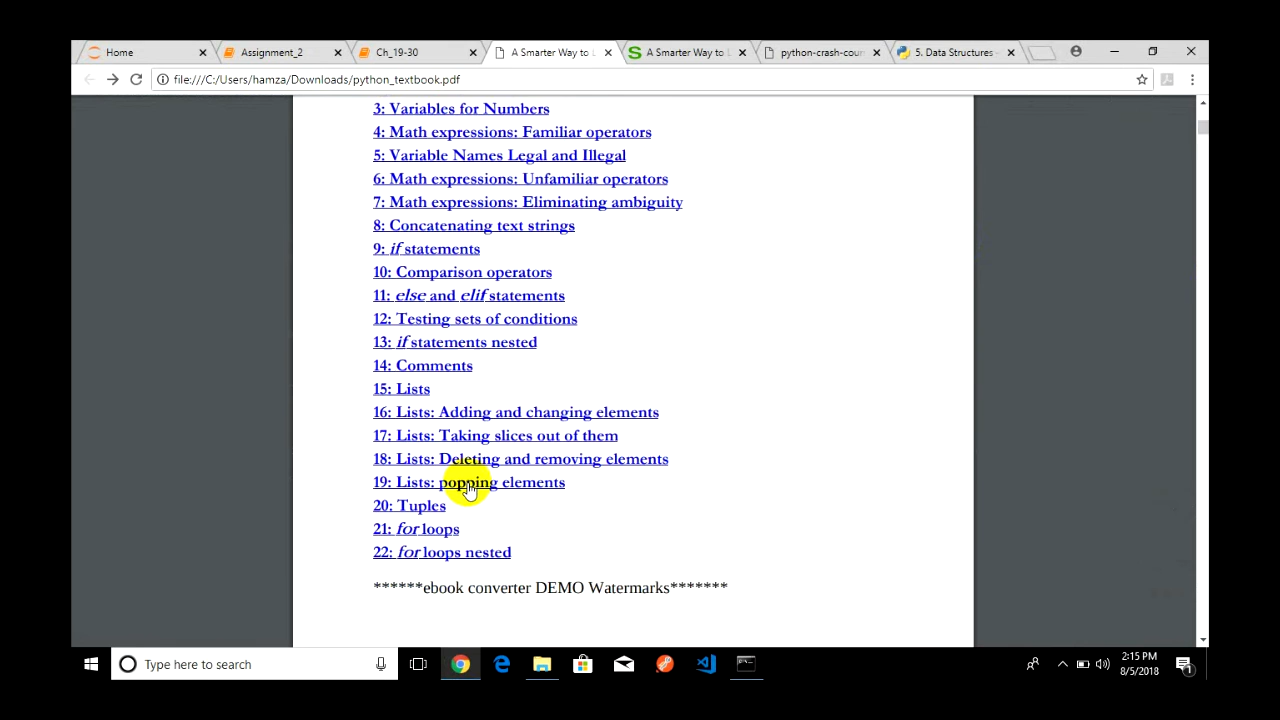 Home
Assignment_2
Ch_19-30
A Smarter Way to L
A Smarter Way to L
python-crash-cour
5. Data Structures
file:///C:/Users/hamza/Downloads/python_textbook.pdf
3: Variables for Numbers
4: Math expressions: Familiar operators
5: Variable Names Legal and Illegal
6: Math expressions: Unfamiliar operators
7: Math expressions: Eliminating ambiguity
8: Concatenating text strings
9: if statements
10: Comparison operators
11: else and elif statements
12: Testing sets of conditions
13: if statements nested
14: Comments
15: Lists
16: Lists: Adding and changing elements
17: Lists: Taking slices out of them
18: Lists: Deleting and removing elements
19: Lists: popping elements
20: Tuples
21: for loops
22: for loops nested
******ebook converter DEMO Watermarks*******
Type here to search
2:15 PM
8/5/2018
1